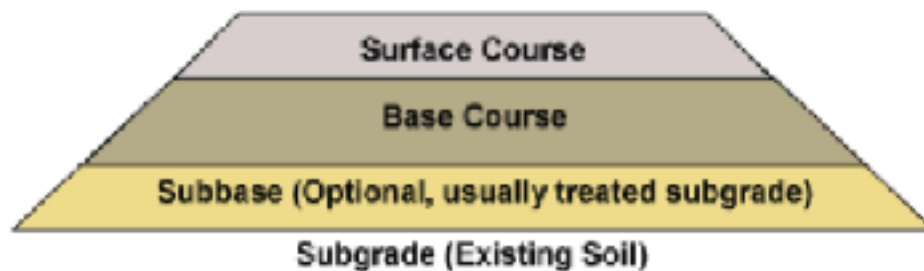 Surface Course
Base Course
Subbase (Optional, usually treated subgrade)
Subgrade (Existing Soil)